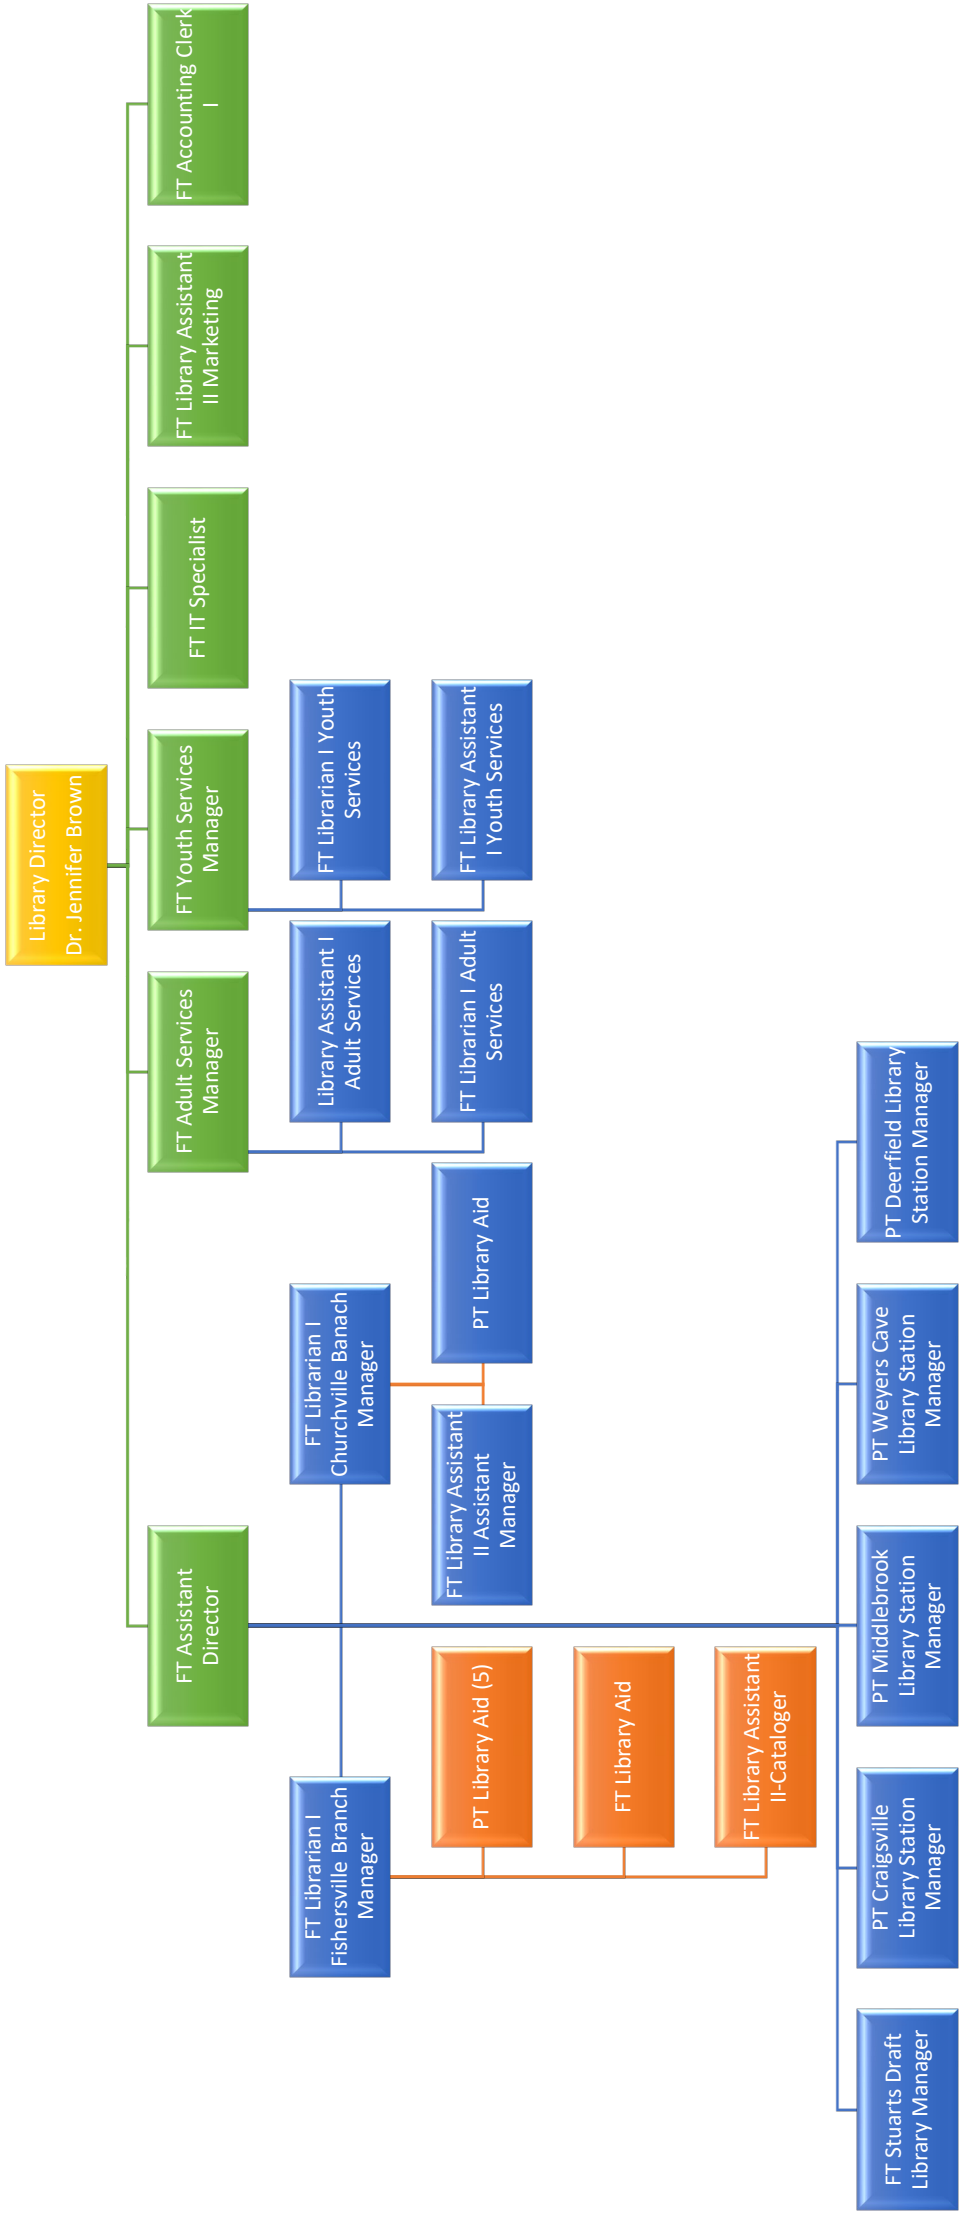 Library Director
Dr. Jennifer Brown
FT Assistant
Director
FT Adult Services
Manager
FT Youth Services
Manager
FT IT Specialist
FT Library Assistant
II Marketing
FT Accounting Clerk
I
FT Librarian I
Fishersville Branch
Manager
FT Librarian I
Churchville Banach
Manager
Library Assistant I
Adult Services
FT Librarian I Youth
Services
PT Library Aid (5)
FT Library Assistant
II Assistant
Manager
PT Library Aid
FT Librarian I Adult
Services
FT Library Assistant
I Youth Services
FT Library Aid
FT Library Assistant
II-Cataloger
FT Stuarts Draft
Library Manager
PT Craigsville
Library Station
Manager
PT Middlebrook
Library Station
Manager
PT Weyers Cave
Library Station
Manager
PT Deerfield Library
Station Manager